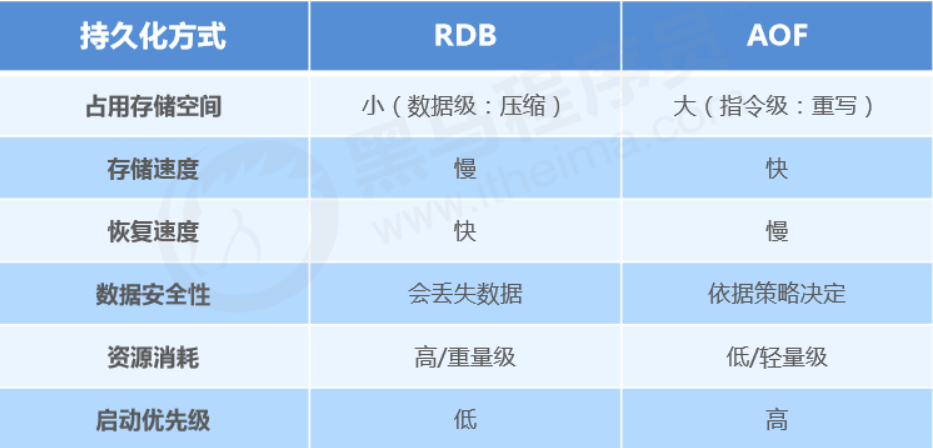 持久化方式 RDB AOF
占用存储空间 小（数据级：压缩） 大（指令级：重写）
存储速度 慢 快
恢复速度 快 慢
数据安全性 会丢失数据 依据策略决定
资源消耗 高/重量级 低/轻量级
启动优先级 低 高
黑马程序员
www.itheima.com